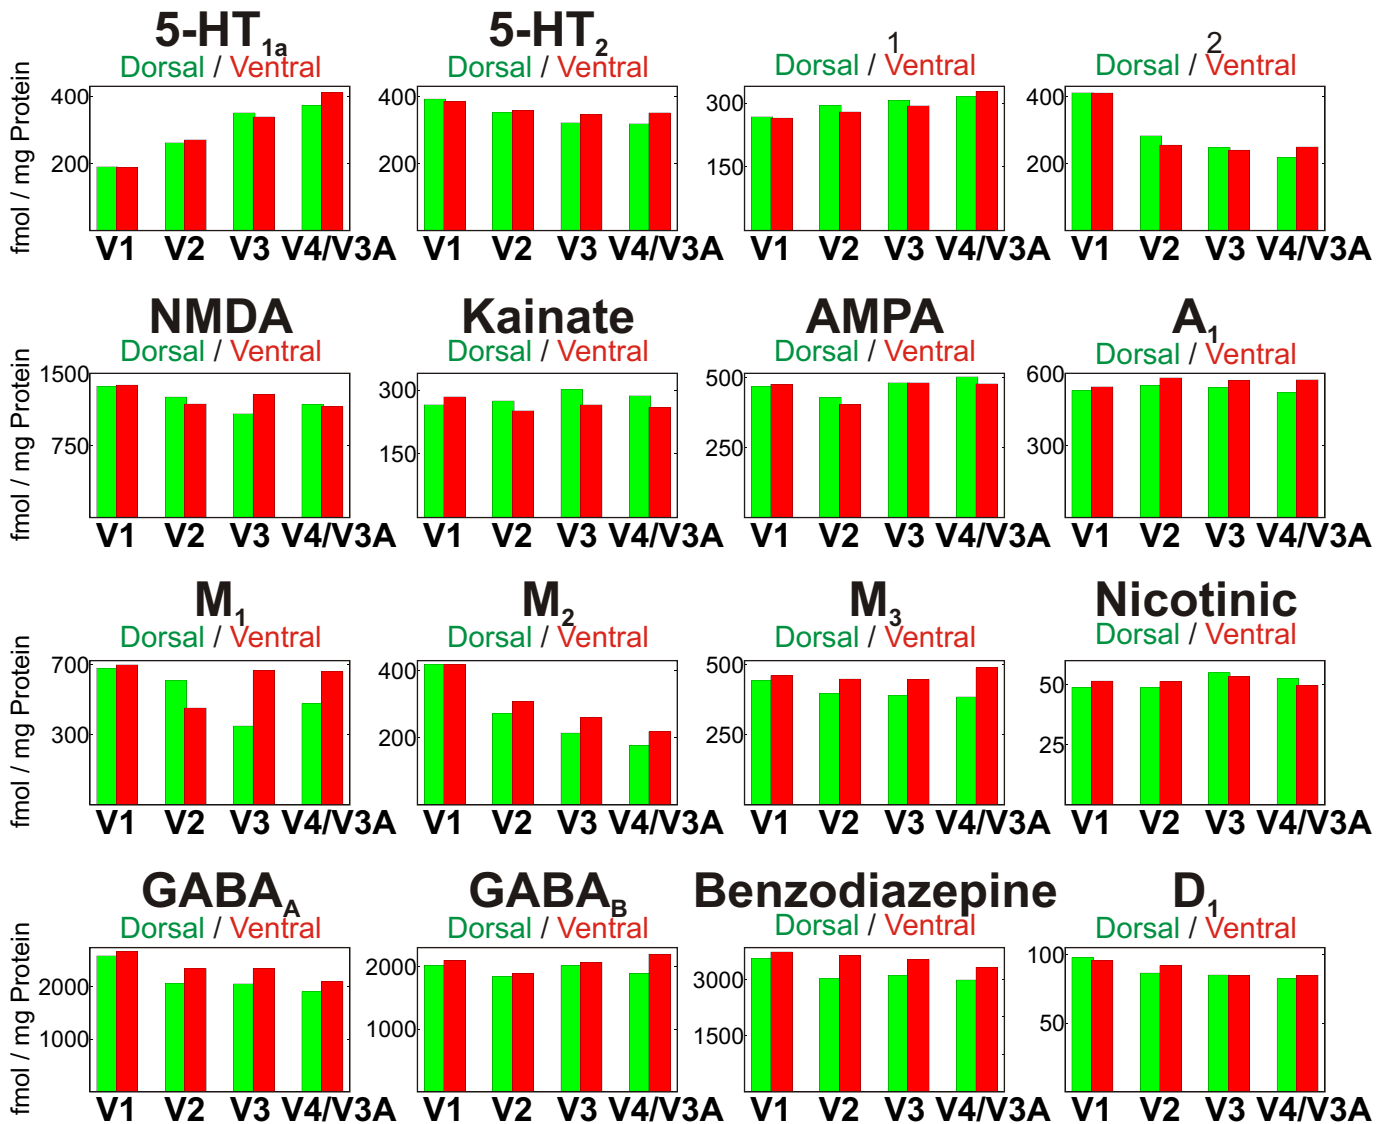 5-HT1a 5-HT2 1 2
Dorsal / Ventral Dorsal / Ventral Dorsal / Ventral Dorsal / Ventral
fmol / mg Protein
400 400 300 400
200 200 150 200
V1 V2 V3 V4/V3A V1 V2 V3 V4/V3A V1 V2 V3 V4/V3A V1 V2 V3 V4/V3A
NMDA Kainate AMPA A1
Dorsal / Ventral Dorsal / Ventral Dorsal / Ventral Dorsal / Ventral
fmol / mg Protein
1500 300 500 600
750 150 250 300
V1 V2 V3 V4/V3A V1 V2 V3 V4/V3A V1 V2 V3 V4/V3A V1 V2 V3 V4/V3A
M1 M2 M3 Nicotinic
Dorsal / Ventral Dorsal / Ventral Dorsal / Ventral Dorsal / Ventral
fmol / mg Protein
700 400 500 50
300 200 250 25
V1 V2 V3 V4/V3A V1 V2 V3 V4/V3A V1 V2 V3 V4/V3A V1 V2 V3 V4/V3A
GABAA GABAB Benzodiazepine D1
Dorsal / Ventral Dorsal / Ventral Dorsal / Ventral Dorsal / Ventral
fmol / mg Protein
2000 2000 3000 100
1000 1000 1500 50
V1 V2 V3 V4/V3A V1 V2 V3 V4/V3A V1 V2 V3 V4/V3A V1 V2 V3 V4/V3A